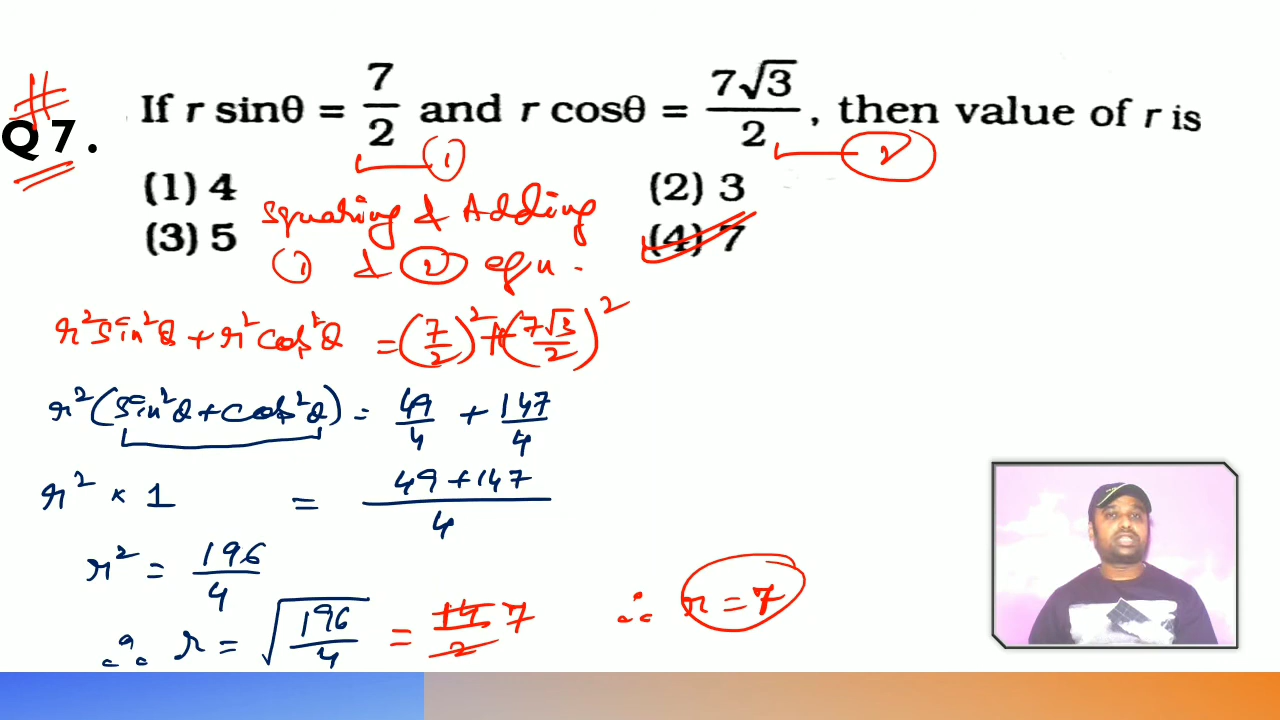 #
Q 7. If r sinθ = 7/2 and r cosθ = 7√3/2, then value of r is
① ②
(1) 4 (2) 3
(3) 5 (4) 7
Squaring & Adding
① & ② equ.
r²sin²θ + r²cos²θ = (7/2)² + (7√3/2)²
r²(sin²θ + cos²θ) = 49/4 + 147/4
r² × 1 = 49+147/4
r² = 196/4
∴ r = √196/4 = 14/2 7 ∴ r = 7